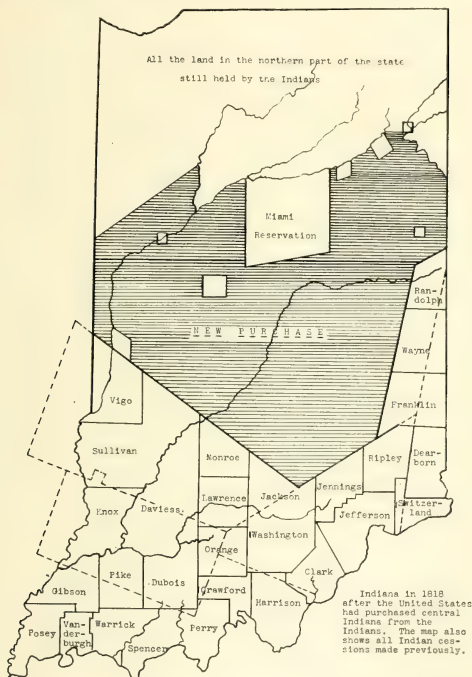 All the land in the northern part of the state
still held by the Indians
Miami
Reservation
NEW PURCHASE
Ran-
dolph
Wayne
Franklin
Vigo
Sullivan
Monroe
Ripley
Dear-
born
Knox
Daviess
Lawrence
Jackson
Jennings
Jefferson
Switzer-
land
Orange
Washington
Clark
Gibson
Pike
Dubois
Crawford
Harrison
Posey
Van-
der-
burgh
Warrick
Spencer
Perry
Indiana in 1818
after the United States
had purchased central
Indiana from the
Indians. The map also
shows all Indian ces-
sions made previously.